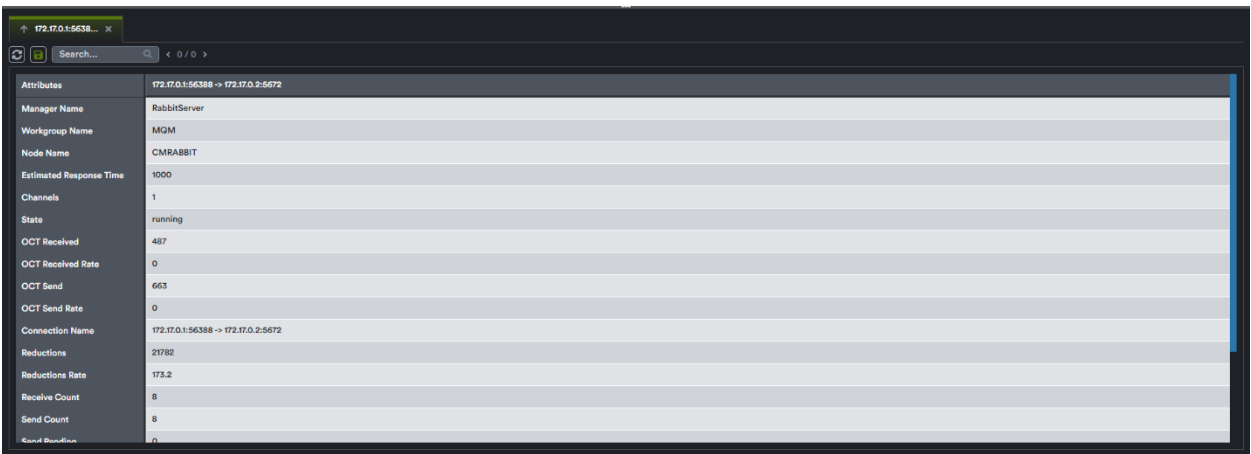 172.17.0.1:5638...
Search... 0 / 0
Attributes 172.17.0.1:56388 -> 172.17.0.2:5672
Manager Name RabbitServer
Workgroup Name MQM
Node Name CMRABBIT
Estimated Response Time 1000
Channels 1
State running
OCT Received 487
OCT Received Rate 0
OCT Send 663
OCT Send Rate 0
Connection Name 172.17.0.1:56388 -> 172.17.0.2:5672
Reductions 21782
Reductions Rate 173.2
Receive Count 8
Send Count 8
Send Pending 0